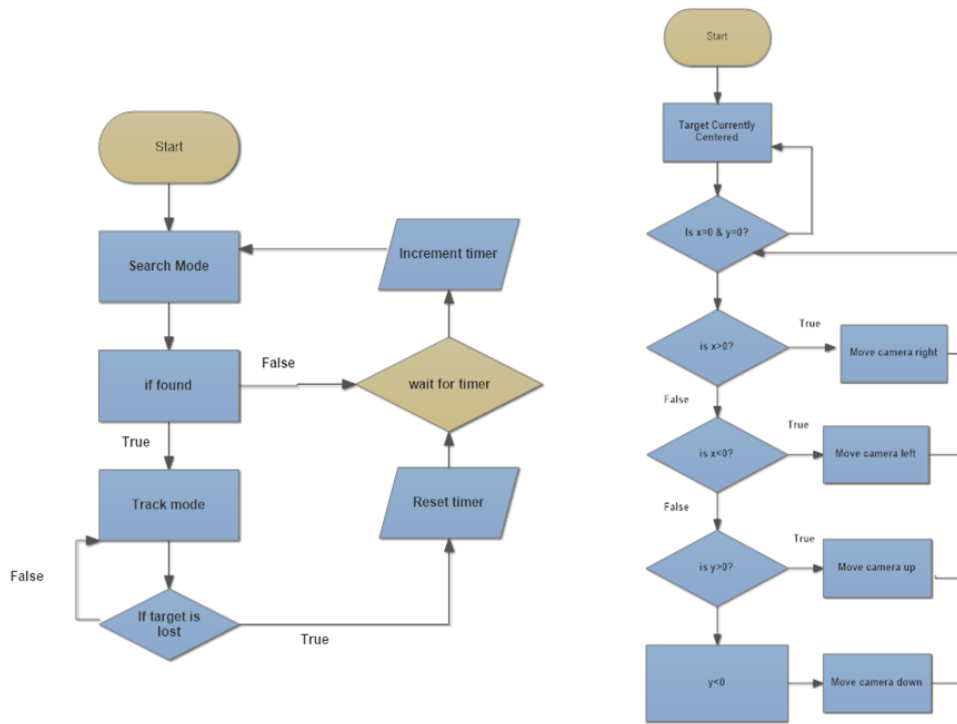 Start
Search Mode
if found
False
True
Track mode
False
If target is
lost
True
Increment timer
wait for timer
Reset timer
Start
Target Currently
Centered
Is x=0 & y=0?
is x>0?
True
Move camera right
False
is x<0?
True
Move camera left
False
is y>0?
True
Move camera up
y<0
Move camera down